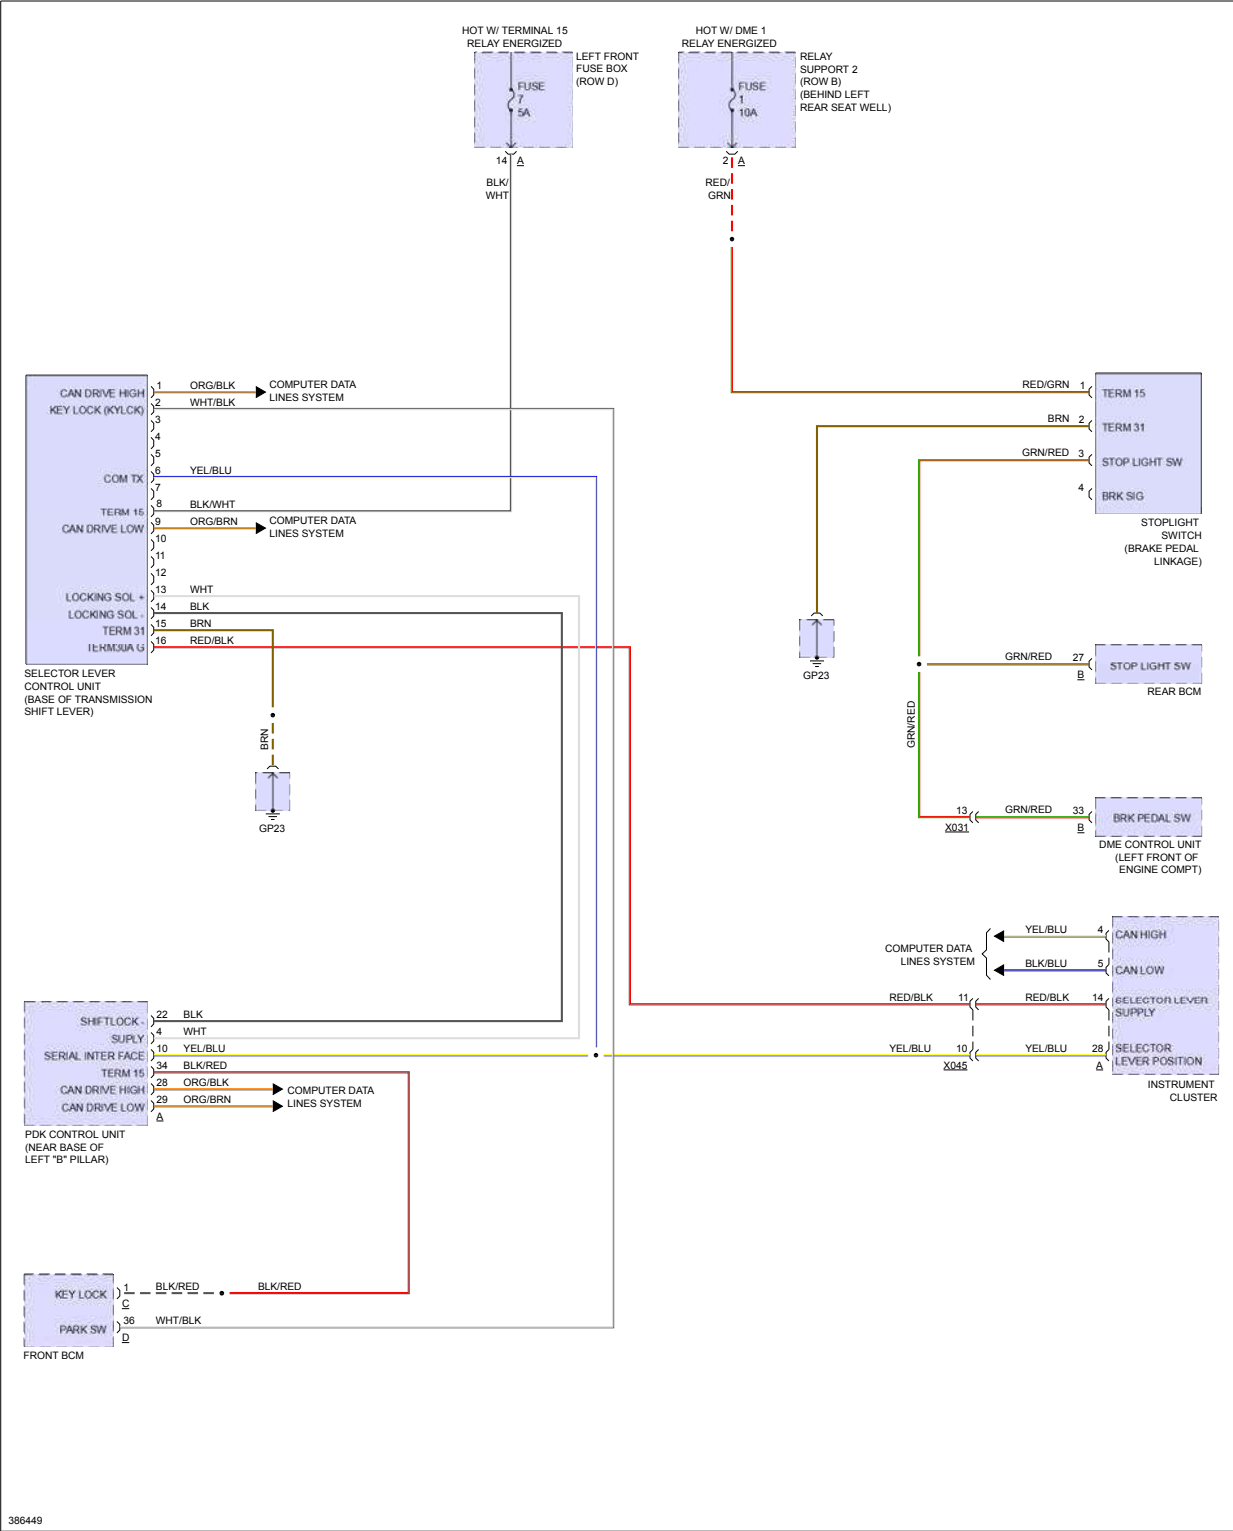 HOT W/ TERMINAL 15
RELAY ENERGIZED
LEFT FRONT
FUSE BOX
(ROW D)
FUSE
7
5A
14 A
BLK/
WHT
HOT W/ DME 1
RELAY ENERGIZED
RELAY
SUPPORT 2
(ROW B)
(BEHIND LEFT
REAR SEAT WELL)
FUSE
1
10A
2 A
RED/
GRN
CAN DRIVE HIGH 1 ORG/BLK
COMPUTER DATA
LINES SYSTEM
KEY LOCK (KYLCK) 2 WHT/BLK
3
4
5
COM TX 6 YEL/BLU
7
TERM 15 8 BLK/WHT
CAN DRIVE LOW 9 ORG/BRN
COMPUTER DATA
LINES SYSTEM
10
11
12
LOCKING SOL + 13 WHT
LOCKING SOL - 14 BLK
TERM 31 15 BRN
TERM30A G 16 RED/BLK
SELECTOR LEVER
CONTROL UNIT
(BASE OF TRANSMISSION
SHIFT LEVER)
BRN
GP23
RED/GRN 1 TERM 15
BRN 2 TERM 31
GRN/RED 3 STOP LIGHT SW
4 BRK SIG
STOPLIGHT
SWITCH
(BRAKE PEDAL
LINKAGE)
GP23
GRN/RED 27 STOP LIGHT SW
B
REAR BCM
GRN/RED
13 GRN/RED 33 BRK PEDAL SW
X031 B
DME CONTROL UNIT
(LEFT FRONT OF
ENGINE COMPT)
COMPUTER DATA
LINES SYSTEM
YEL/BLU 4 CAN HIGH
BLK/BLU 5 CAN LOW
RED/BLK 11 RED/BLK 14 SELECTOR LEVER
SUPPLY
YEL/BLU 10 YEL/BLU 28 SELECTOR
LEVER POSITION
X045 A
INSTRUMENT
CLUSTER
SHIFTLOCK - 22 BLK
SUPLY 4 WHT
SERIAL INTER FACE 10 YEL/BLU
TERM 15 34 BLK/RED
CAN DRIVE HIGH 28 ORG/BLK
CAN DRIVE LOW 29 ORG/BRN
A
COMPUTER DATA
LINES SYSTEM
PDK CONTROL UNIT
(NEAR BASE OF
LEFT "B" PILLAR)
KEY LOCK 1 BLK/RED BLK/RED
C
PARK SW 36 WHT/BLK
D
FRONT BCM
386449